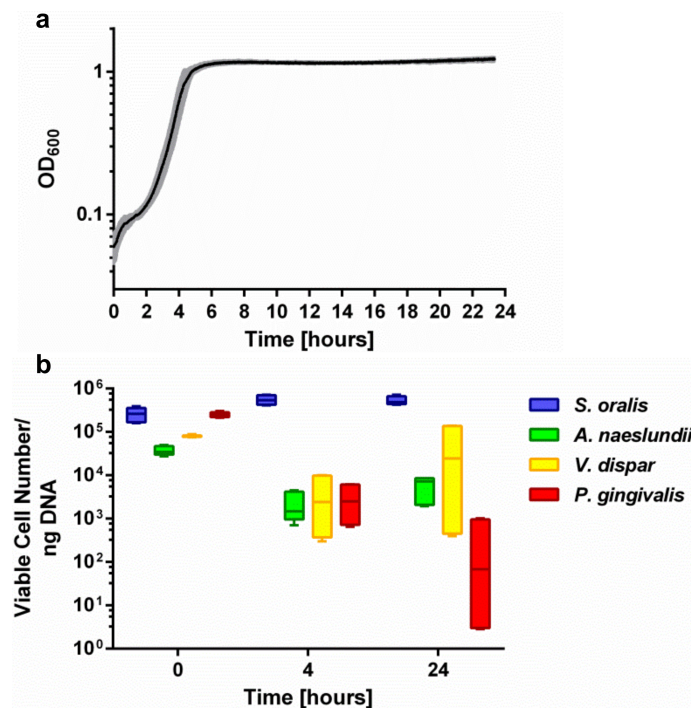 a
1
0.1
OD600
0 2 4 6 8 10 12 14 16 18 20 22 24
Time [hours]
b
10^6
10^5
10^4
10^3
10^2
10^1
10^0
Viable Cell Number/
ng DNA
0 4 24
Time [hours]
S. oralis
A. naeslundii
V. dispar
P. gingivalis